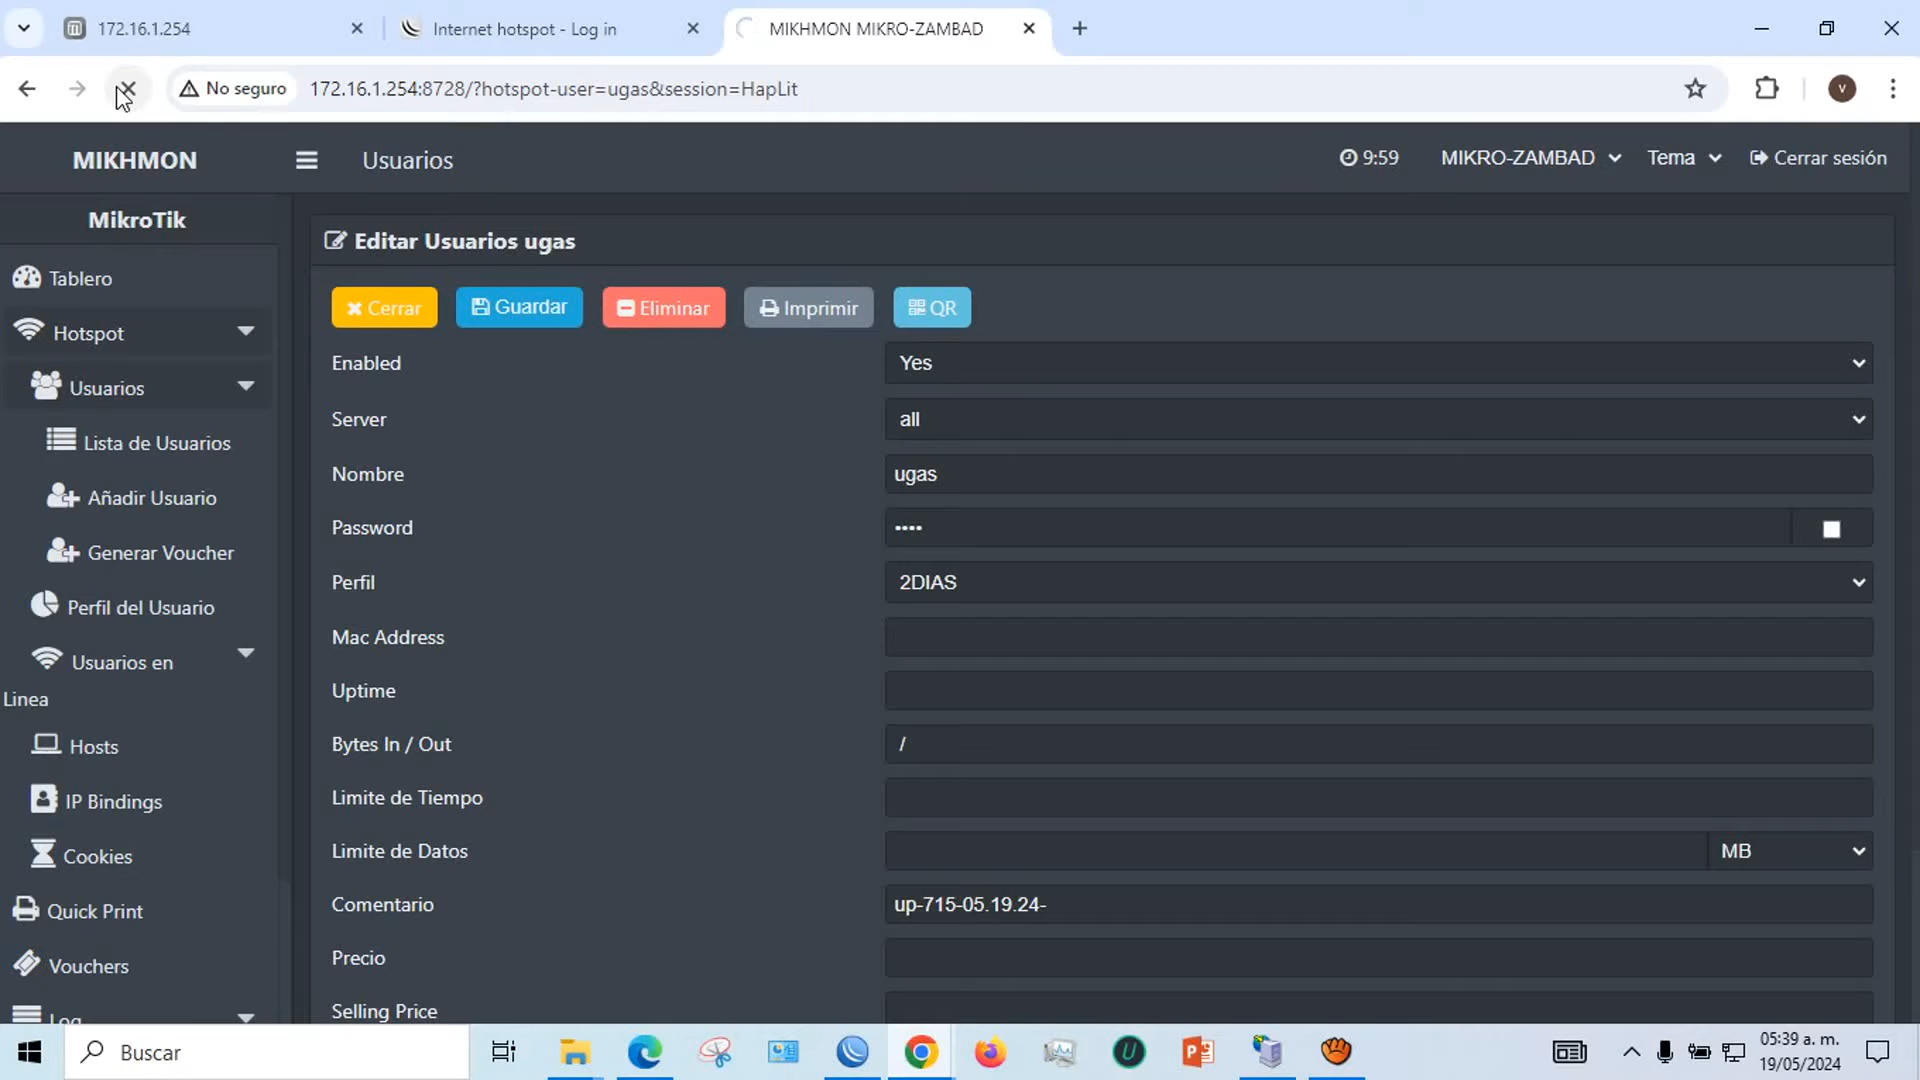 172.16.1.254
Internet hotspot - Log in
MIKHMON MIKRO-ZAMBAD
No seguro
172.16.1.254:8728/?hotspot-user=ugas&session=HapLit
V
MIKHMON
Usuarios
9:59
MIKRO-ZAMBAD
Tema
Cerrar sesión
MikroTik
Tablero
Hotspot
Usuarios
Lista de Usuarios
Añadir Usuario
Generar Voucher
Perfil del Usuario
Usuarios en
Linea
Hosts
IP Bindings
Cookies
Quick Print
Vouchers
Log
Editar Usuarios ugas
Cerrar
Guardar
Eliminar
Imprimir
QR
Enabled
Yes
Server
all
Nombre
ugas
Password
••••
Perfil
2DIAS
Mac Address
Uptime
Bytes In / Out
/
Limite de Tiempo
Limite de Datos
MB
Comentario
up-715-05.19.24-
Precio
Selling Price
Buscar
05:39 a. m.
19/05/2024